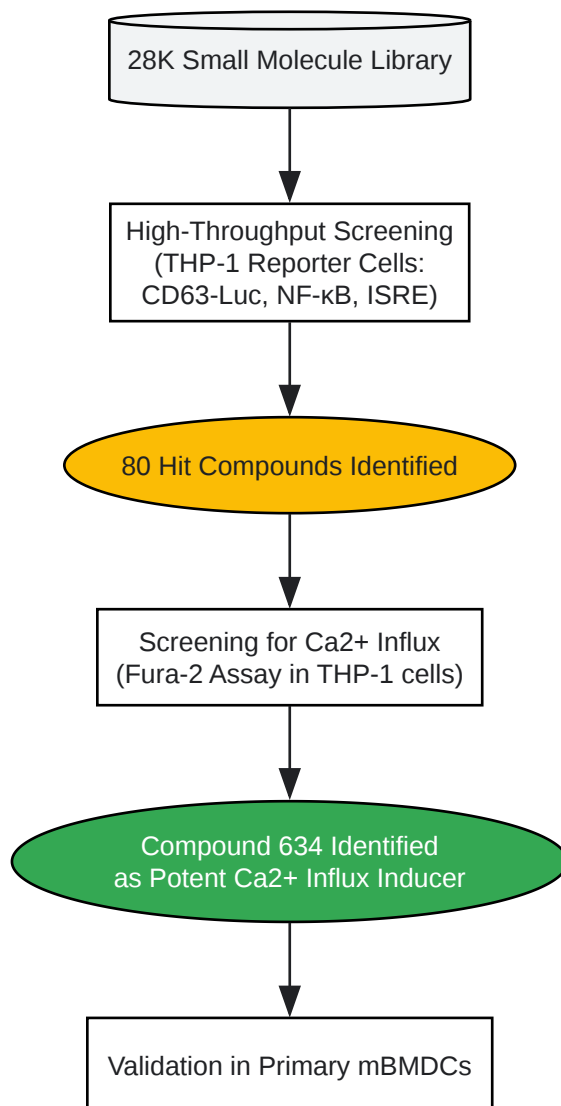 28K Small Molecule Library
High-Throughput Screening
(THP-1 Reporter Cells:
CD63-Luc, NF-κB, ISRE)
80 Hit Compounds Identified
Screening for Ca2+ Influx
(Fura-2 Assay in THP-1 cells)
Compound 634 Identified
as Potent Ca2+ Influx Inducer
Validation in Primary mBMDCs